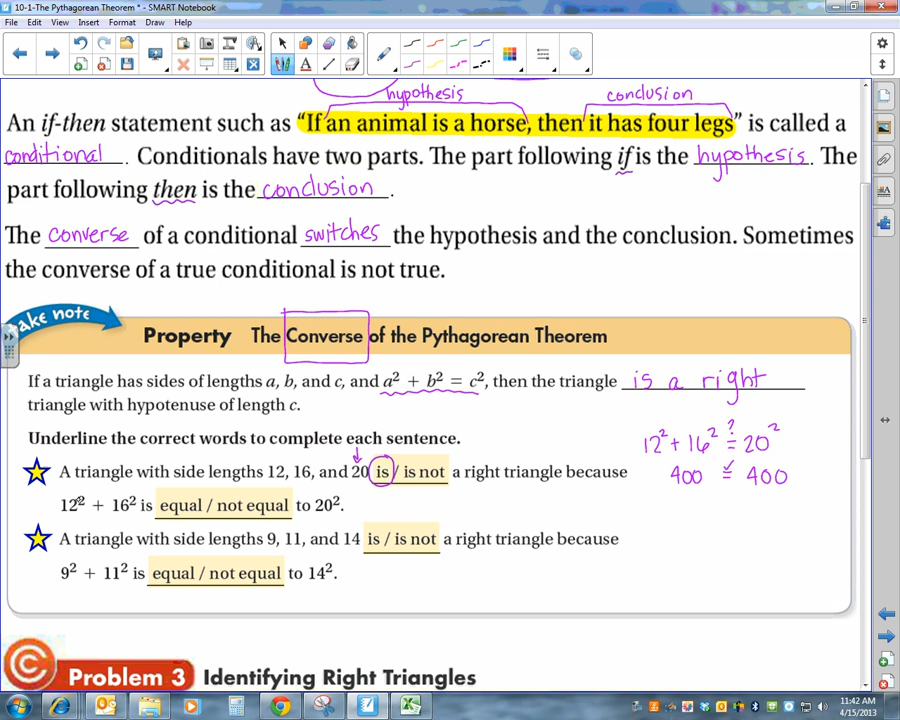 10-1-The Pythagorean Theorem * - SMART Notebook
File Edit View Insert Format Draw Help
hypothesis conclusion
An if-then statement such as “If an animal is a horse, then it has four legs” is called a
conditional. Conditionals have two parts. The part following if is the hypothesis. The
part following then is the conclusion.
The converse of a conditional switches the hypothesis and the conclusion. Sometimes
the converse of a true conditional is not true.
ake note
Property The Converse of the Pythagorean Theorem
If a triangle has sides of lengths a, b, and c, and a² + b² = c², then the triangle is a right
triangle with hypotenuse of length c.
12² + 16² ≟ 20²
Underline the correct words to complete each sentence.
A triangle with side lengths 12, 16, and 20 is / is not a right triangle because
400 = 400
12² + 16² is equal / not equal to 20².
A triangle with side lengths 9, 11, and 14 is / is not a right triangle because
9² + 11² is equal / not equal to 14².
Problem 3 Identifying Right Triangles
11:42 AM
4/15/2013